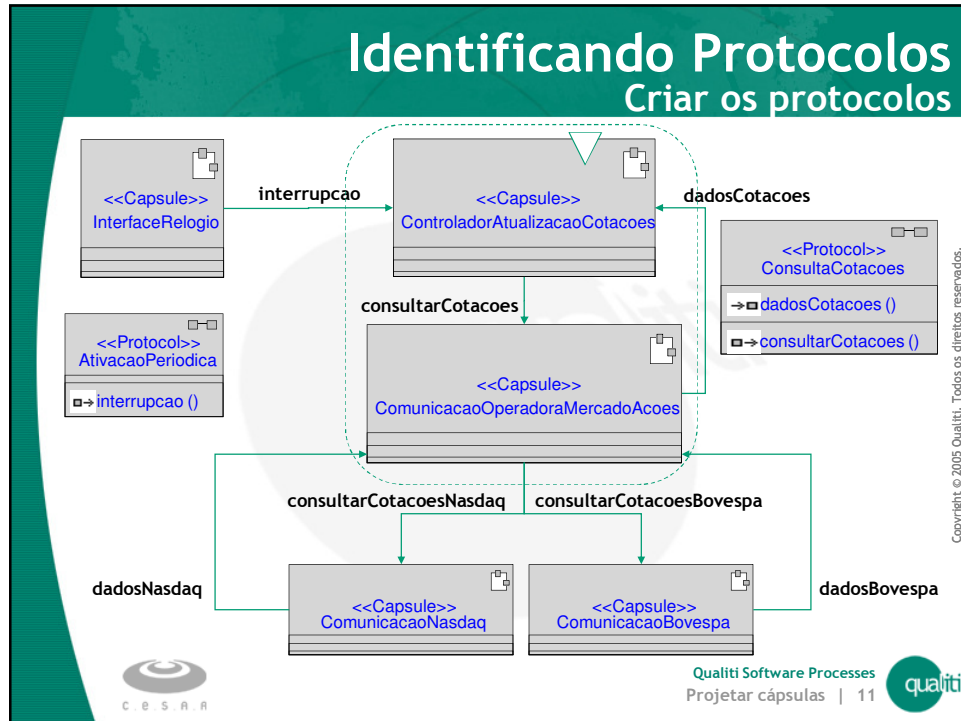 Identificando Protocolos
Criar os protocolos
<<Capsule>>
InterfaceRelogio
interrupcao
<<Capsule>>
ControladorAtualizacaoCotacoes
dadosCotacoes
<<Protocol>>
ConsultaCotacoes
dadosCotacoes ()
consultarCotacoes ()
consultarCotacoes
<<Protocol>>
AtivacaoPeriodica
interrupcao ()
<<Capsule>>
ComunicacaoOperadoraMercadoAcoes
consultarCotacoesNasdaq
consultarCotacoesBovespa
dadosNasdaq
<<Capsule>>
ComunicacaoNasdaq
<<Capsule>>
ComunicacaoBovespa
dadosBovespa
Copyright © 2005 Qualiti. Todos os direitos reservados.
C.e.S.A.R
Qualiti Software Processes
Projetar cápsulas | 11
qualiti